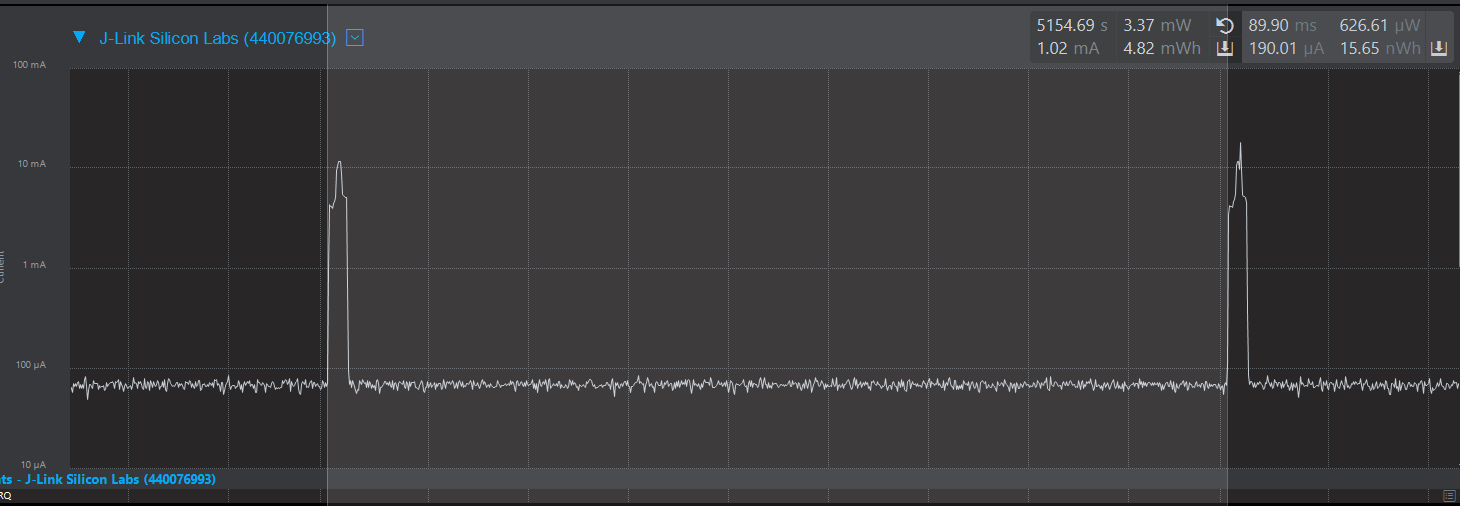 5154.69 s 3.37 mW 89.90 ms 626.61 µW
J-Link Silicon Labs (440076993)
1.02 mA 4.82 mWh 190.01 µA 15.65 nWh
100 mA
10 mA
1 mA
100 µA
10 µA
ts - J-Link Silicon Labs (440076993)
RQ